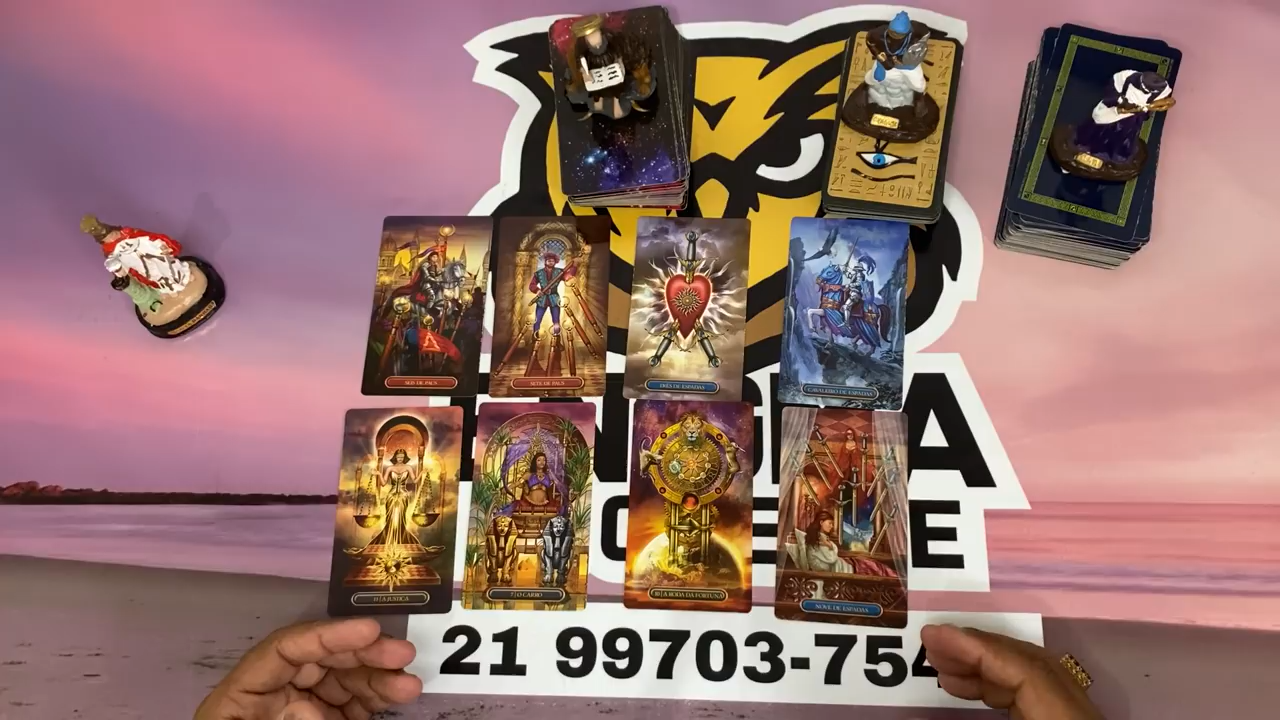 SEIS DE PAUS
SETE DE PAUS
TRÊS DE ESPADAS
CAVALEIRO DE ESPADAS
11 | A JUSTIÇA
7 | O CARRO
10 | A RODA DA FORTUNA
NOVE DE ESPADAS
21 99703-754